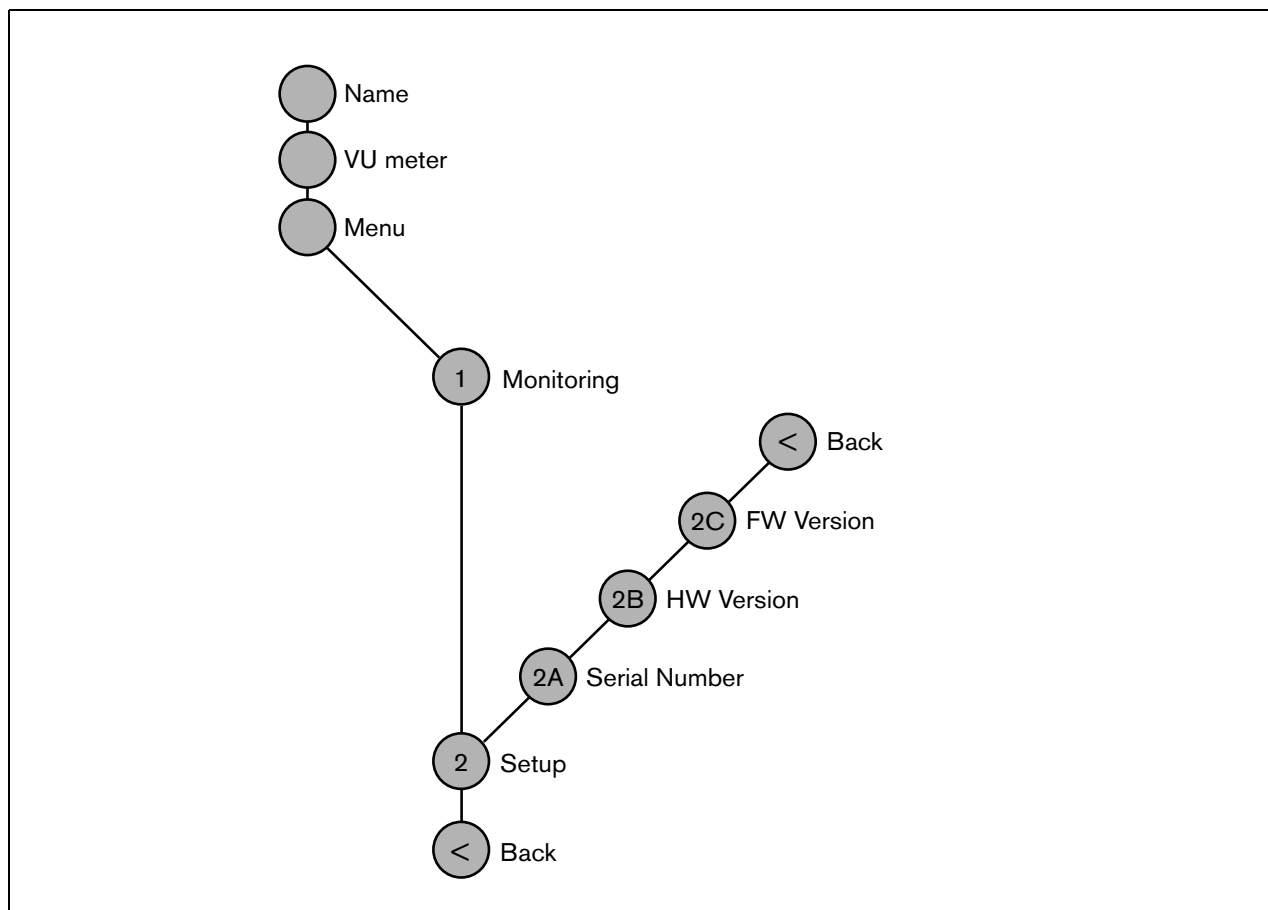 Name
VU meter
Menu
1 Monitoring
< Back
2C FW Version
2B HW Version
2A Serial Number
2 Setup
< Back